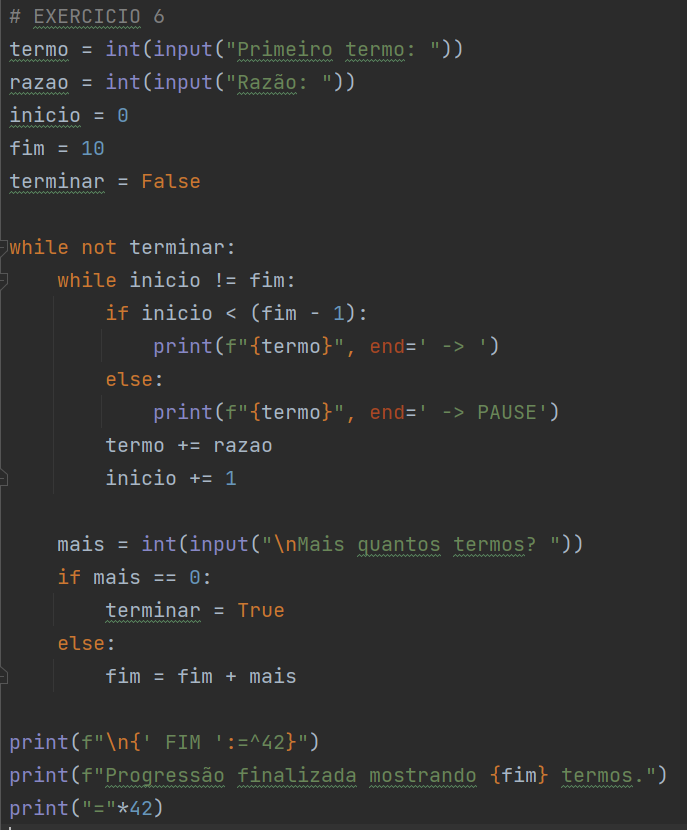 # EXERCICIO 6
termo = int(input("Primeiro termo: "))
razao = int(input("Razão: "))
inicio = 0
fim = 10
terminar = False

while not terminar:
    while inicio != fim:
        if inicio < (fim - 1):
            print(f"{termo}", end=' -> ')
        else:
            print(f"{termo}", end=' -> PAUSE')
        termo += razao
        inicio += 1

    mais = int(input("\nMais quantos termos? "))
    if mais == 0:
        terminar = True
    else:
        fim = fim + mais

print(f"\n{' FIM ':=^42}")
print(f"Progressão finalizada mostrando {fim} termos.")
print("="*42)